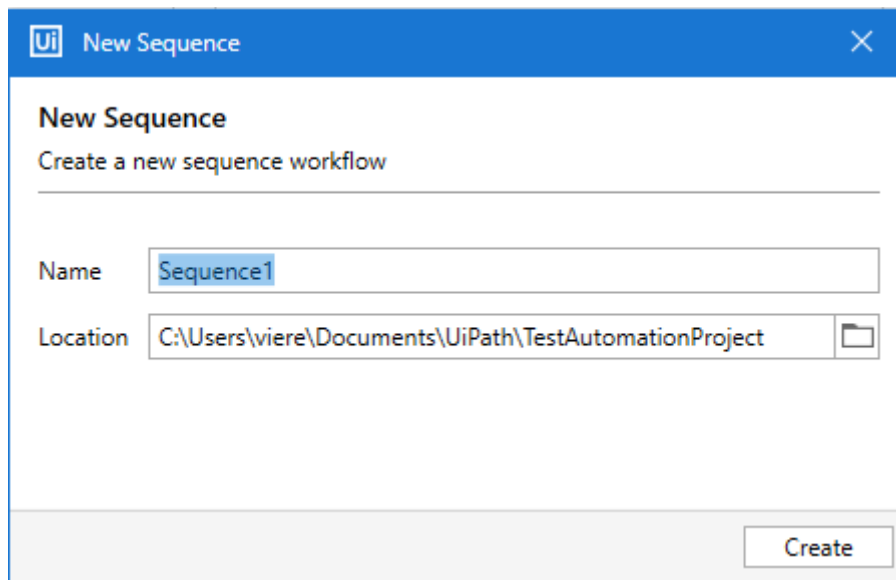 Ui New Sequence
New Sequence
Create a new sequence workflow
Name Sequence1
Location C:\Users\viere\Documents\UiPath\TestAutomationProject
Create